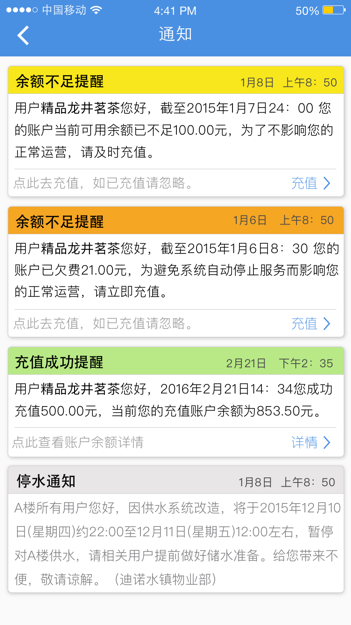 中国移动 4:41 PM 50%
通知
余额不足提醒 1月8日 上午8：50
用户精品龙井茗茶您好，截至2015年1月7日24：00 您
的账户当前可用余额已不足100.00元，为了不影响您的
正常运营，请及时充值。
点此去充值，如已充值请忽略。 充值
余额不足提醒 1月6日 上午8：50
用户精品龙井茗茶您好，截至2015年1月6日8：30 您的
账户已欠费21.00元，为避免系统自动停止服务而影响您
的正常运营，请立即充值。
点此去充值，如已充值请忽略。 充值
充值成功提醒 2月21日 下午2：35
用户精品龙井茗茶您好，2016年2月21日14：34您成功
充值500.00元，当前您的充值账户余额为853.50元。
点此查看账户余额详情 详情
停水通知 1月8日 上午8：50
A楼所有用户您好，因供水系统改造，将于2015年12月10
日(星期四)约22:00至12月11日(星期五)12:00左右，暂停
对A楼供水，请相关用户提前做好储水准备。给您带来不
便，敬请谅解。（迪诺水镇物业部）